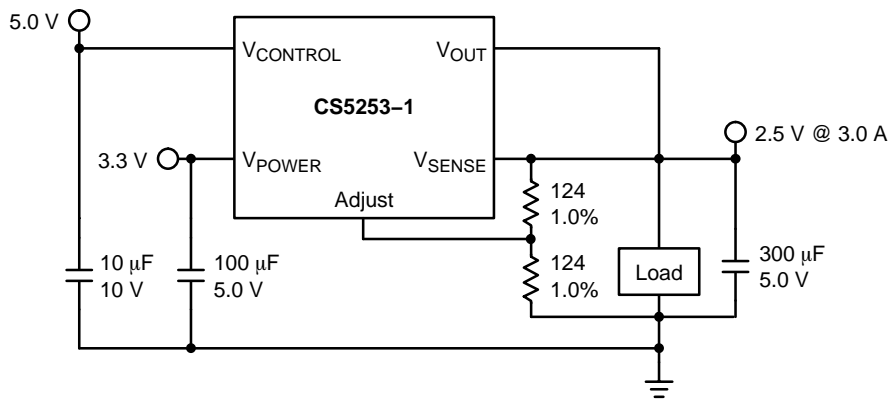 5.0 V
VCONTROL
VOUT
CS5253−1
2.5 V @ 3.0 A
3.3 V
VPOWER
VSENSE
Adjust
124
1.0%
10 μF
10 V
100 μF
5.0 V
124
1.0%
Load
300 μF
5.0 V